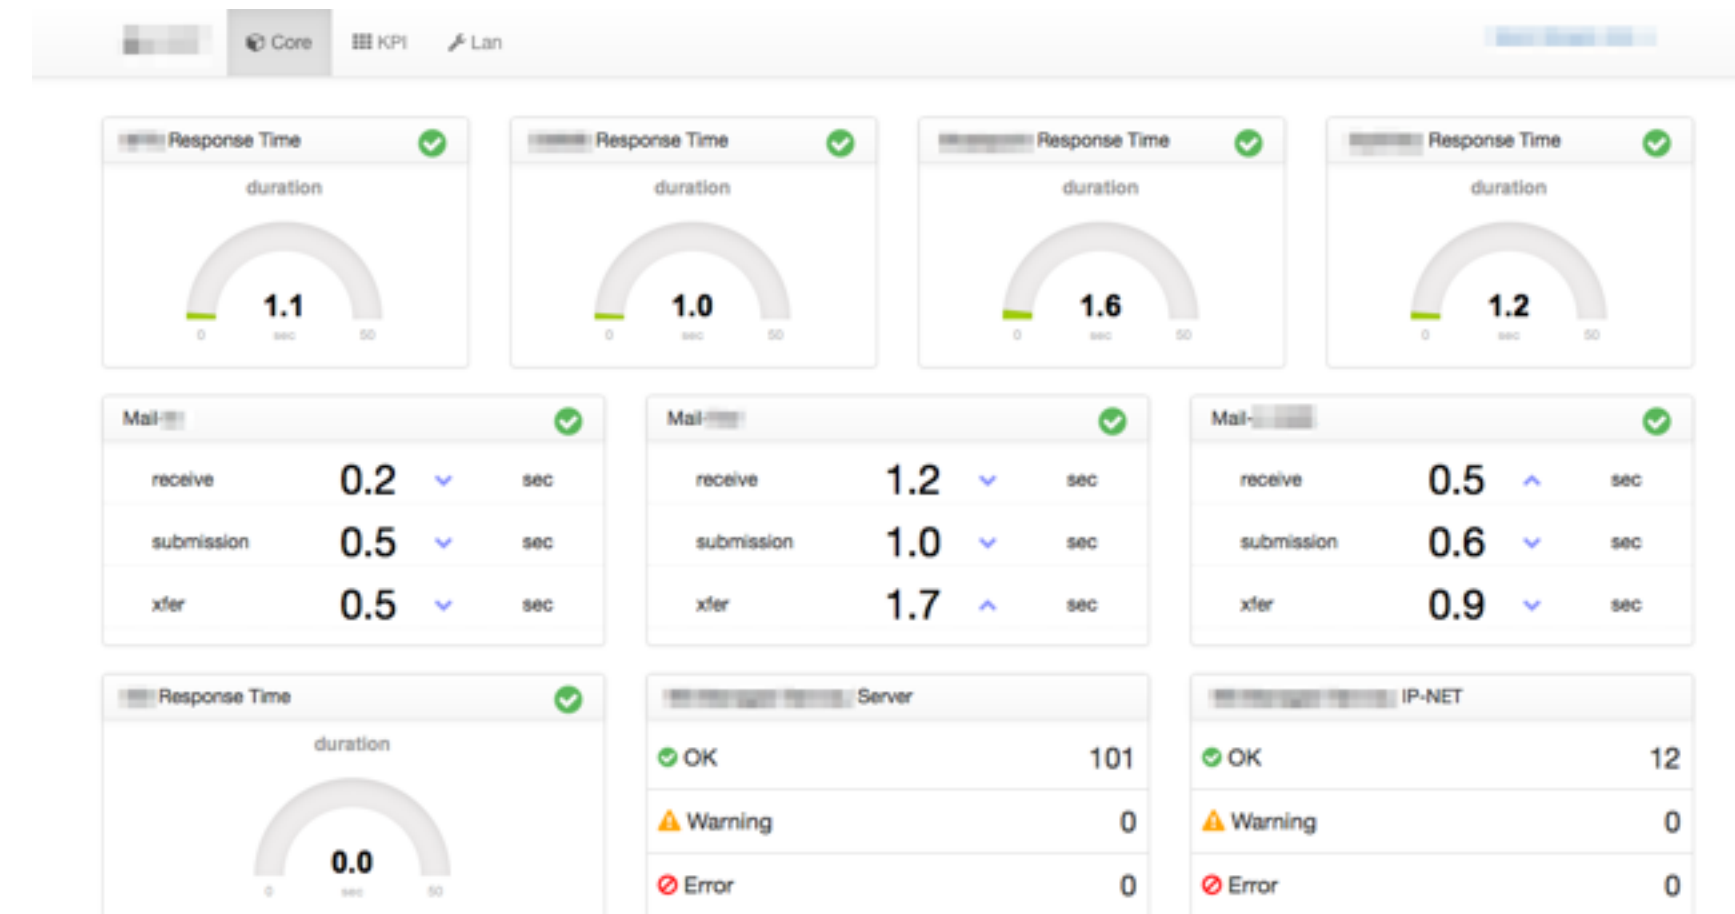 Core KPI Lan
Response Time
duration
1.1
0 sec 50
Response Time
duration
1.0
0 sec 50
Response Time
duration
1.6
0 sec 50
Response Time
duration
1.2
0 sec 50
Mail-
receive 0.2 sec
submission 0.5 sec
xfer 0.5 sec
Mail-
receive 1.2 sec
submission 1.0 sec
xfer 1.7 sec
Mail-
receive 0.5 sec
submission 0.6 sec
xfer 0.9 sec
Response Time
duration
0.0
0 sec 50
Server
OK 101
Warning 0
Error 0
IP-NET
OK 12
Warning 0
Error 0